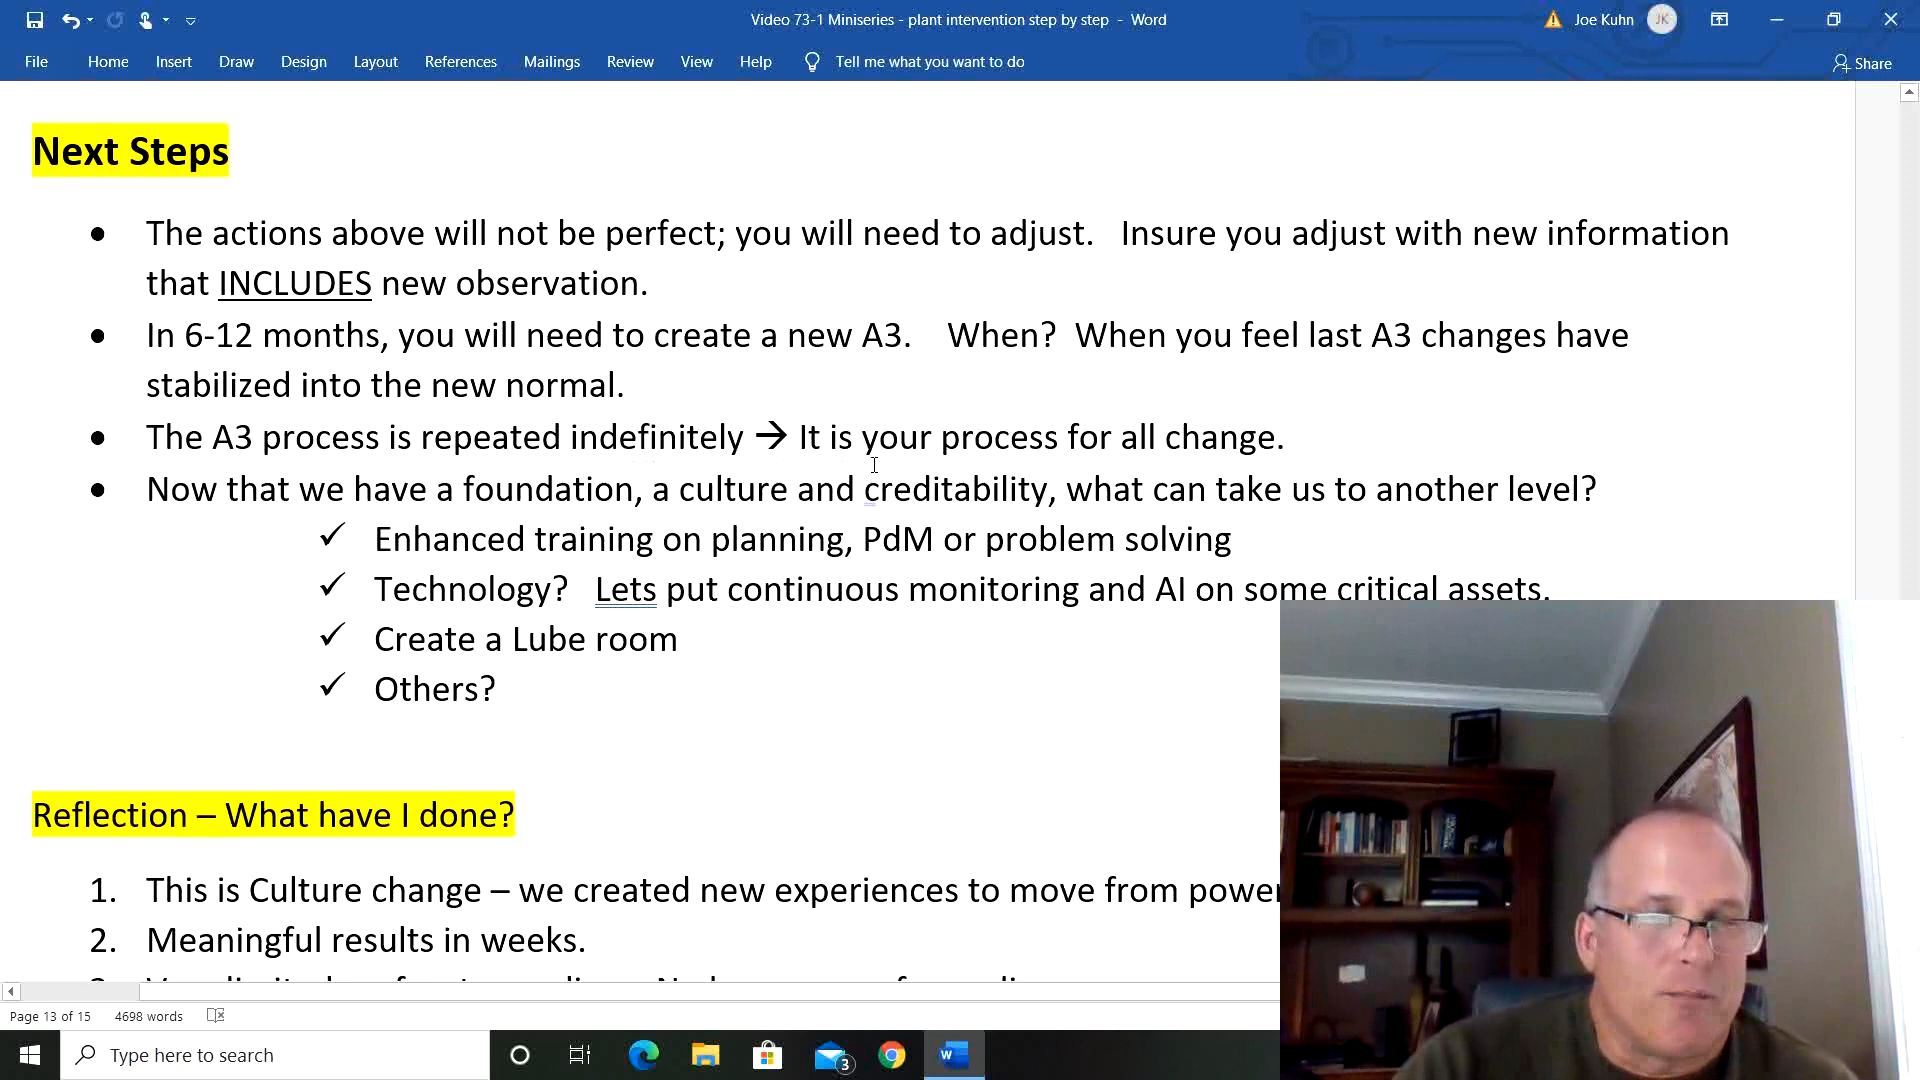 Video 73-1 Miniseries - plant intervention step by step - Word
Joe Kuhn
JK
File Home Insert Draw Design Layout References Mailings Review View Help Tell me what you want to do
Share
Next Steps
• The actions above will not be perfect; you will need to adjust. Insure you adjust with new information
that INCLUDES new observation.
• In 6-12 months, you will need to create a new A3. When? When you feel last A3 changes have
stabilized into the new normal.
• The A3 process is repeated indefinitely → It is your process for all change.
• Now that we have a foundation, a culture and creditability, what can take us to another level?
✓ Enhanced training on planning, PdM or problem solving
✓ Technology? Lets put continuous monitoring and AI on some critical assets.
✓ Create a Lube room
✓ Others?
Reflection – What have I done?
1. This is Culture change – we created new experiences to move from power
2. Meaningful results in weeks.
Page 13 of 15 4698 words
Type here to search
3
W